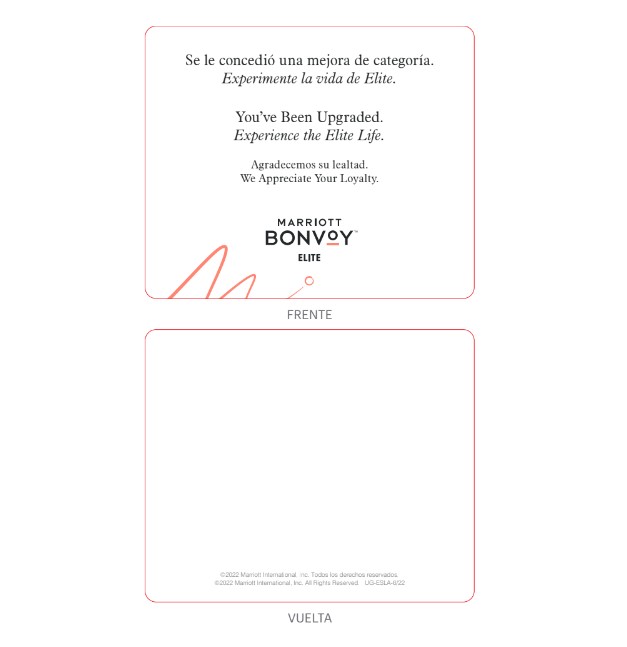 Se le concedió una mejora de categoría.
Experimente la vida de Elite.
You've Been Upgraded.
Experience the Elite Life.
Agradecemos su lealtad.
We Appreciate Your Loyalty.
MARRIOTT
BONVOY™
ELITE
FRENTE
©2022 Marriott International, Inc. Todos los derechos reservados.
©2022 Marriott International, Inc. All Rights Reserved. UG-ESLA-6/22
VUELTA